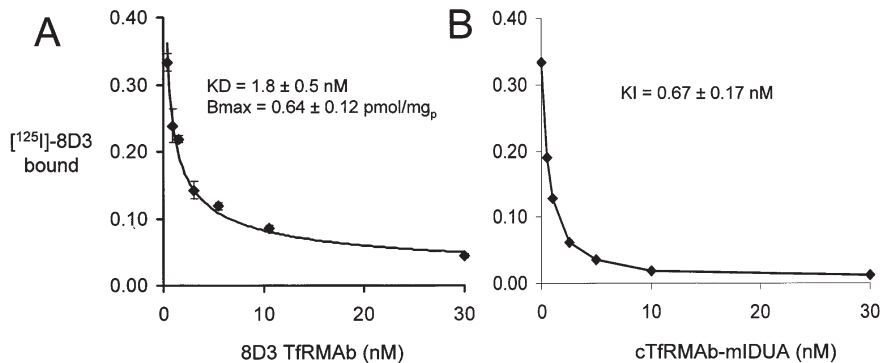 A
0.40
0.30
0.20
0.10
0.00
[¹²⁵I]-8D3
bound
KD = 1.8 ± 0.5 nM
Bmax = 0.64 ± 0.12 pmol/mgₚ
0 10 20 30
8D3 TfRMAb (nM)
B
0.40
0.30
0.20
0.10
0.00
KI = 0.67 ± 0.17 nM
0 10 20 30
cTfRMAb-mIDUA (nM)